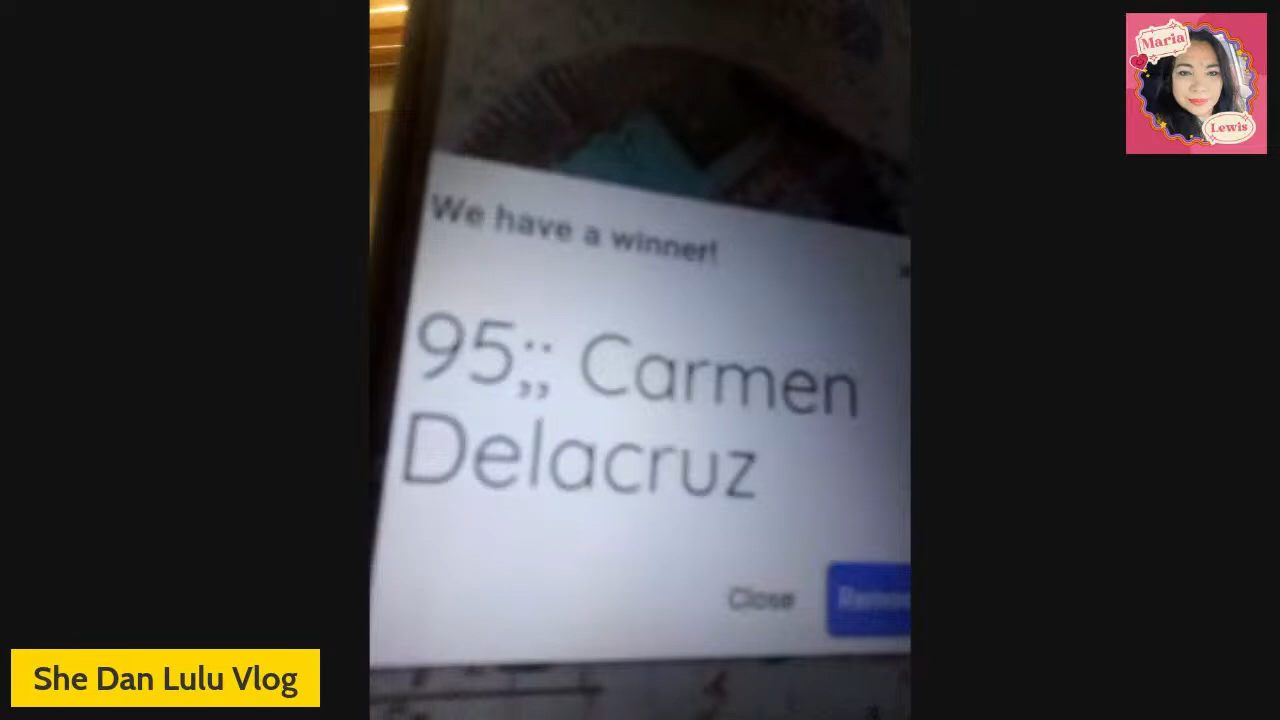 Maria
Lewis
We have a winner!
95;; Carmen
Delacruz
Close
She Dan Lulu Vlog